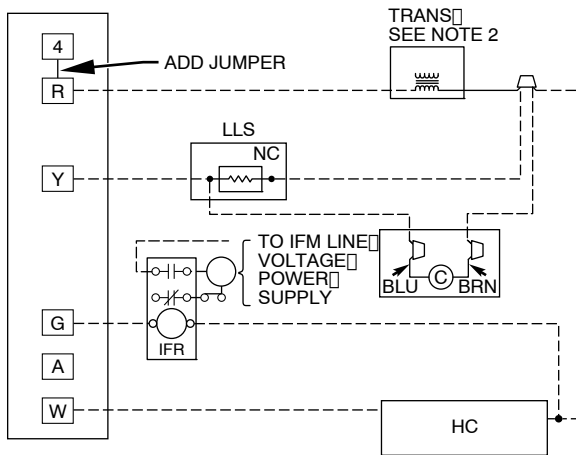 TRANS▯
SEE NOTE 2
4
ADD JUMPER
R
LLS
NC
Y
TO IFM LINE▯
VOLTAGE▯
POWER▯
SUPPLY
BLU
C
BRN
G
IFR
A
W
HC